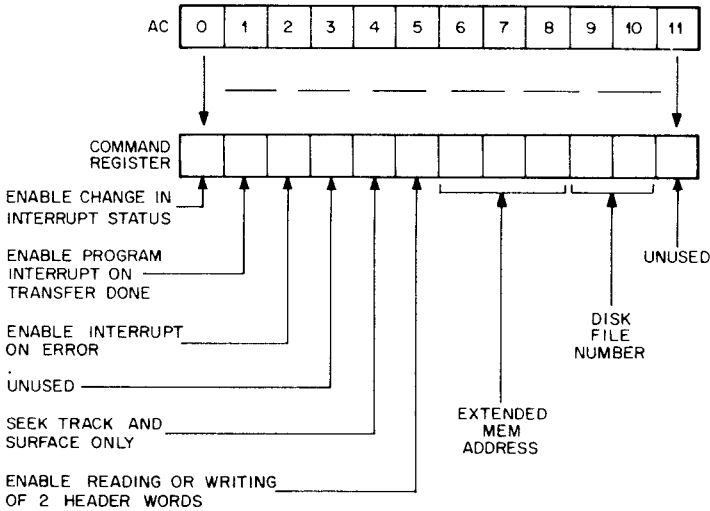 AC 0 1 2 3 4 5 6 7 8 9 10 11
COMMAND
REGISTER
ENABLE CHANGE IN
INTERRUPT STATUS
ENABLE PROGRAM
INTERRUPT ON
TRANSFER DONE
ENABLE INTERRUPT
ON ERROR
UNUSED
SEEK TRACK AND
SURFACE ONLY
ENABLE READING OR WRITING
OF 2 HEADER WORDS
EXTENDED
MEM
ADDRESS
DISK
FILE
NUMBER
UNUSED